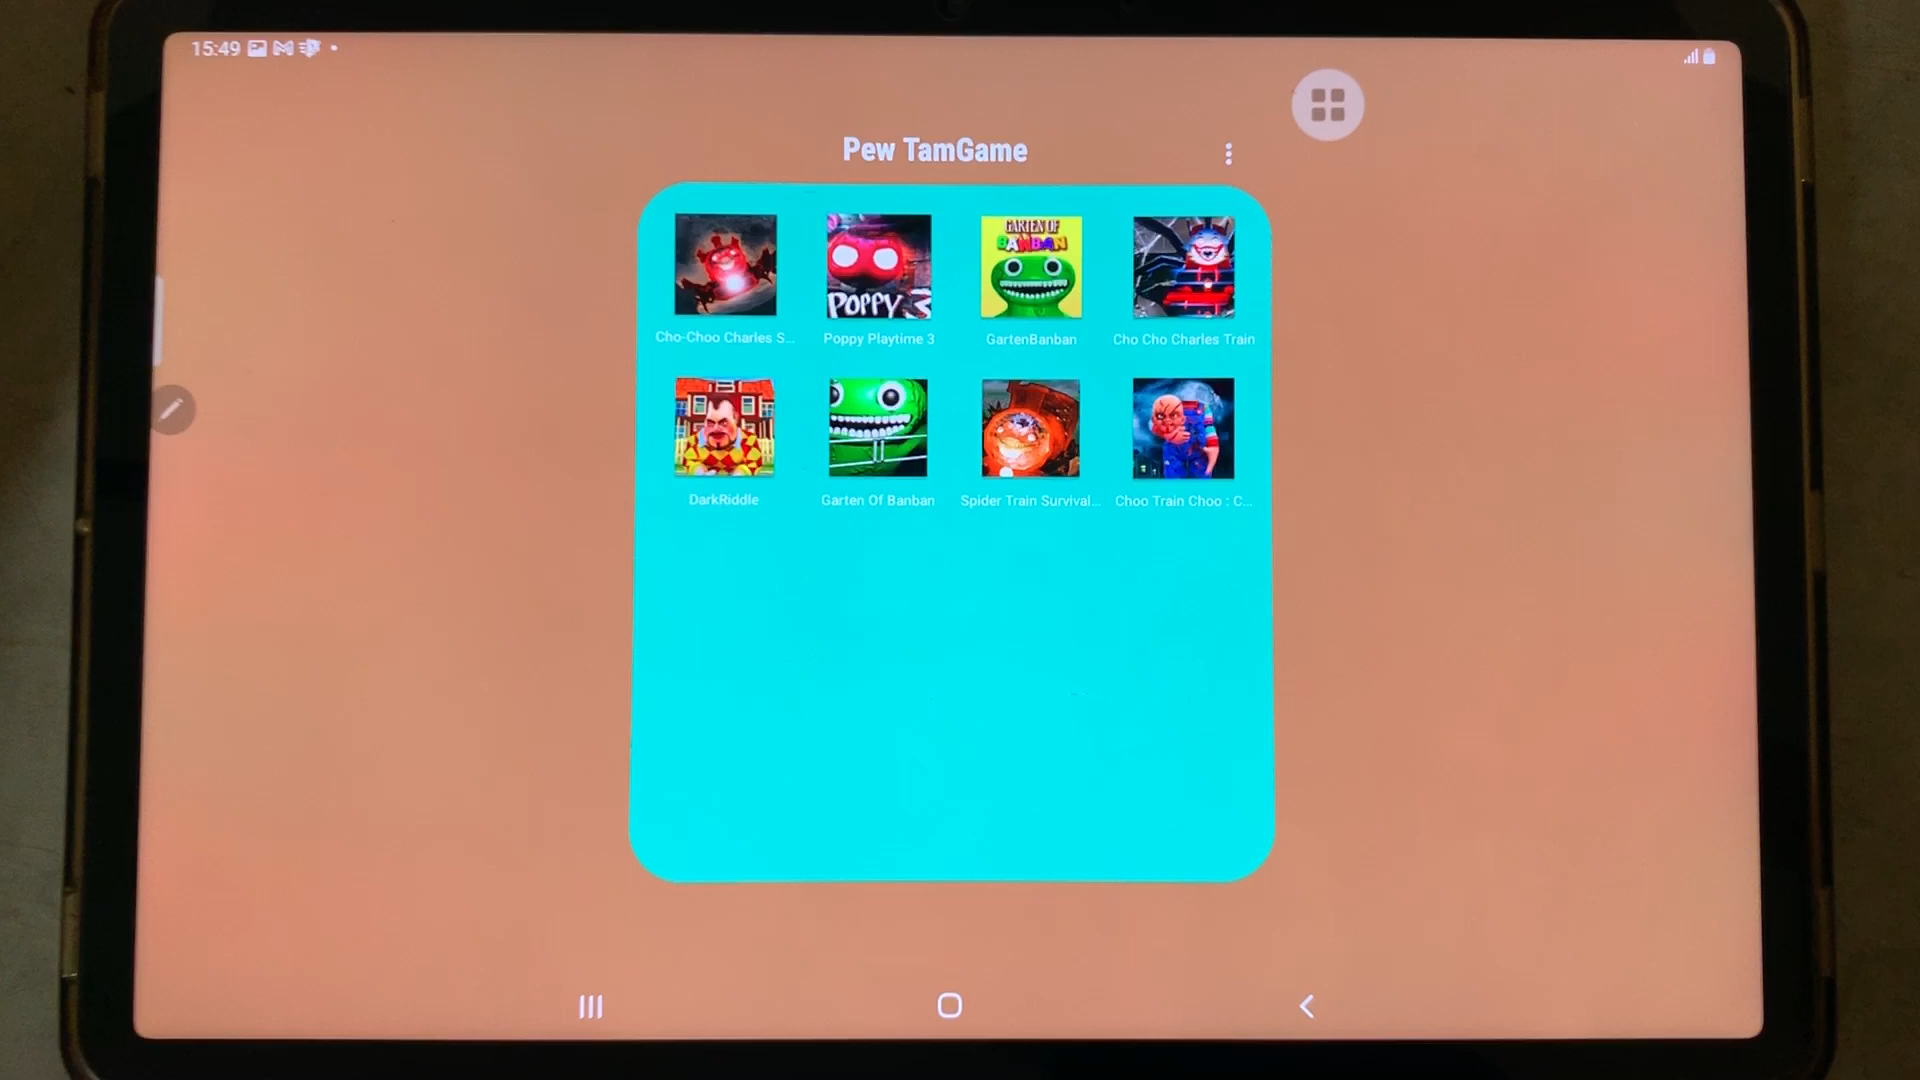 15:49
Pew TamGame
POPPY 3
GARTEN OF
BANBAN
Cho-Choo Charles S...
Poppy Playtime 3
GartenBanban
Cho Cho Charles Train
DarkRiddle
Garten Of Banban
Spider Train Survival...
Choo Train Choo : C...